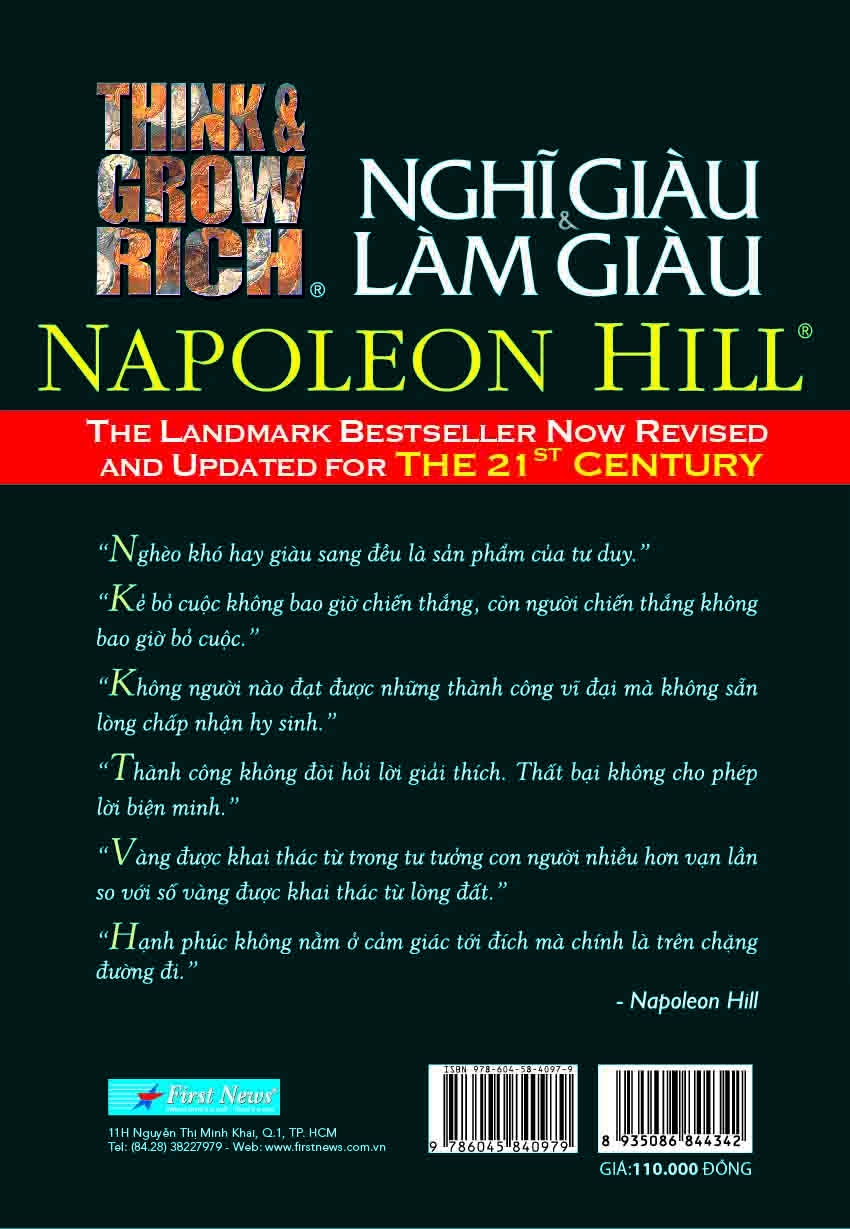 THINK &
GROW
RICH®
NGHĨ GIÀU
&
LÀM GIÀU
NAPOLEON HILL®
THE LANDMARK BESTSELLER NOW REVISED
AND UPDATED FOR THE 21ST CENTURY
“Nghèo khó hay giàu sang đều là sản phẩm của tư duy.”
“Kẻ bỏ cuộc không bao giờ chiến thắng, còn người chiến thắng không
bao giờ bỏ cuộc.”
“Không người nào đạt được những thành công vĩ đại mà không sẵn
lòng chấp nhận hy sinh.”
“Thành công không đòi hỏi lời giải thích. Thất bại không cho phép
lời biện minh.”
“Vàng được khai thác từ trong tư tưởng con người nhiều hơn vạn lần
so với số vàng được khai thác từ lòng đất.”
“Hạnh phúc không nằm ở cảm giác tới đích mà chính là trên chặng
đường đi.”
- Napoleon Hill
First News®
11H Nguyễn Thị Minh Khai, Q.1, TP. HCM
Tel: (84.28) 38227979 - Web: www.firstnews.com.vn
ISBN 978-604-58-4097-9
9 786045 840979
8 935086 844342
GIÁ:110.000 ĐỒNG